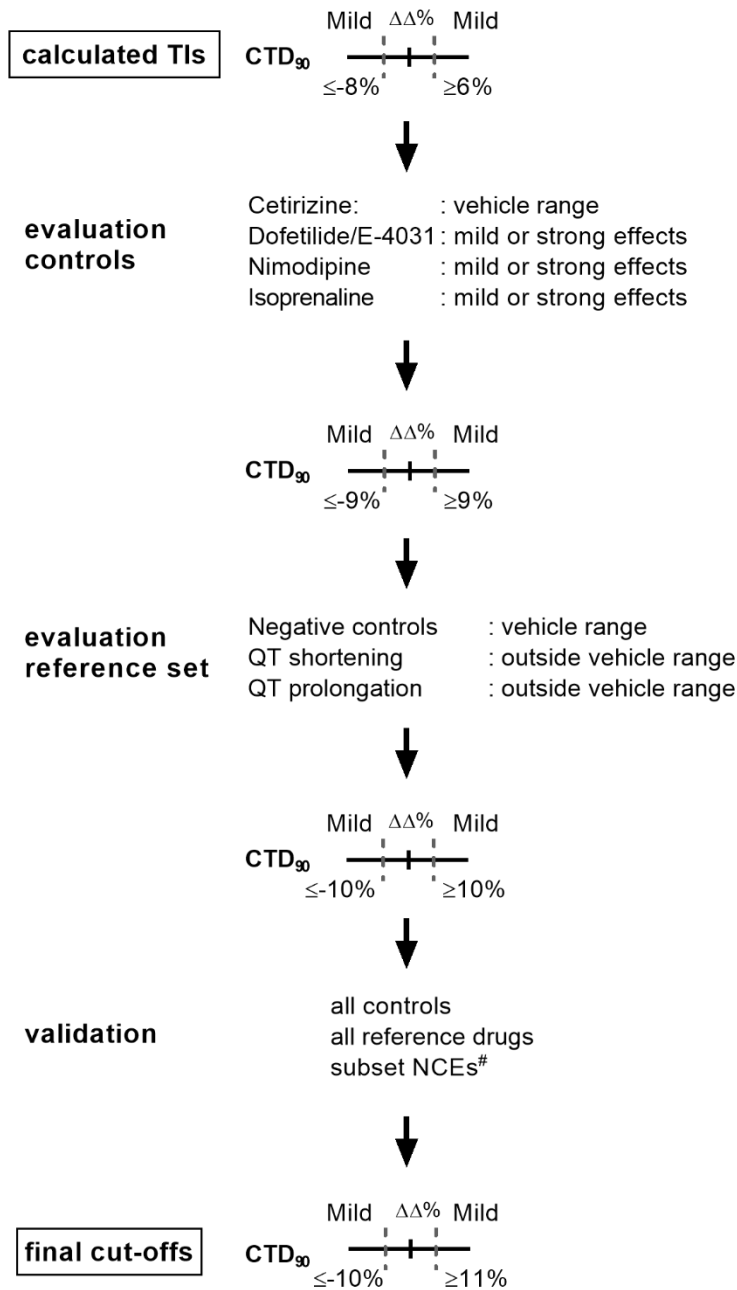 Mild ΔΔ% Mild
calculated TIs CTD₉₀
≤-8% ≥6%
Cetirizine: : vehicle range
evaluation controls
Dofetilide/E-4031 : mild or strong effects
Nimodipine : mild or strong effects
Isoprenaline : mild or strong effects
Mild ΔΔ% Mild
CTD₉₀
≤-9% ≥9%
evaluation reference set
Negative controls : vehicle range
QT shortening : outside vehicle range
QT prolongation : outside vehicle range
Mild ΔΔ% Mild
CTD₉₀
≤-10% ≥10%
validation
all controls
all reference drugs
subset NCEs#
Mild ΔΔ% Mild
final cut-offs CTD₉₀
≤-10% ≥11%